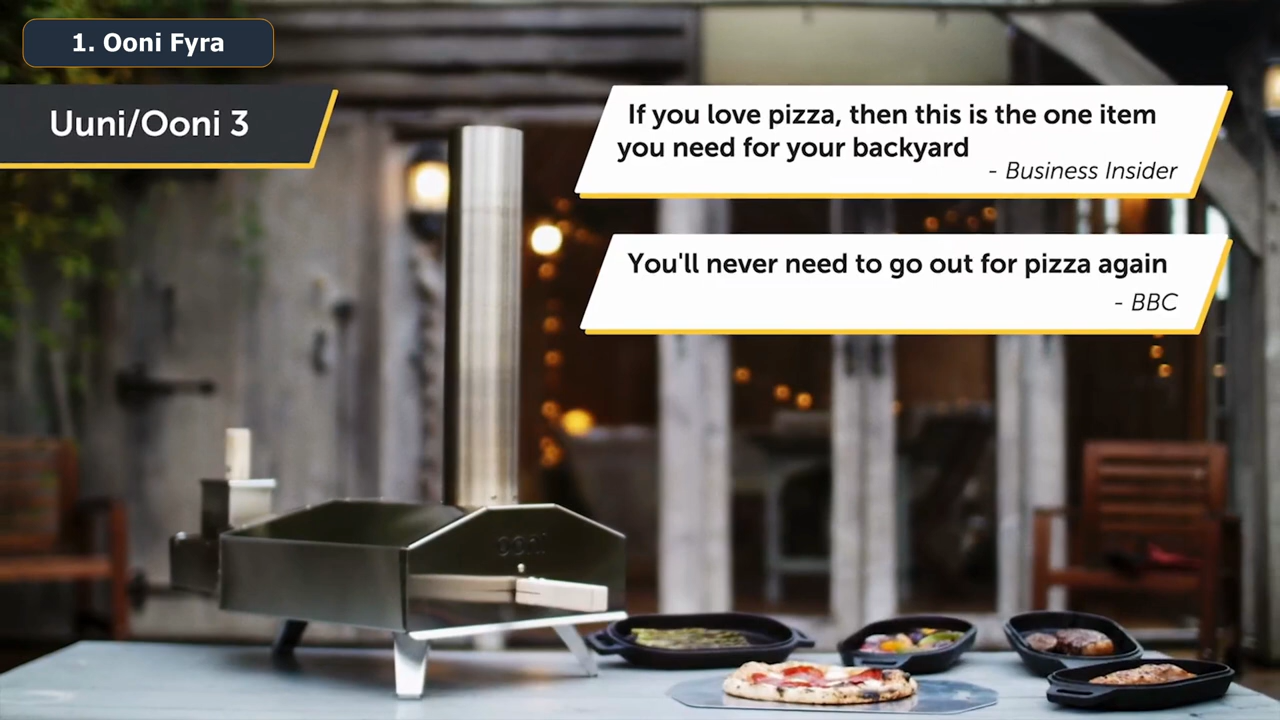 1. Ooni Fyra
Uuni/Ooni 3
If you love pizza, then this is the one item
you need for your backyard
- Business Insider
You'll never need to go out for pizza again
- BBC
ooni